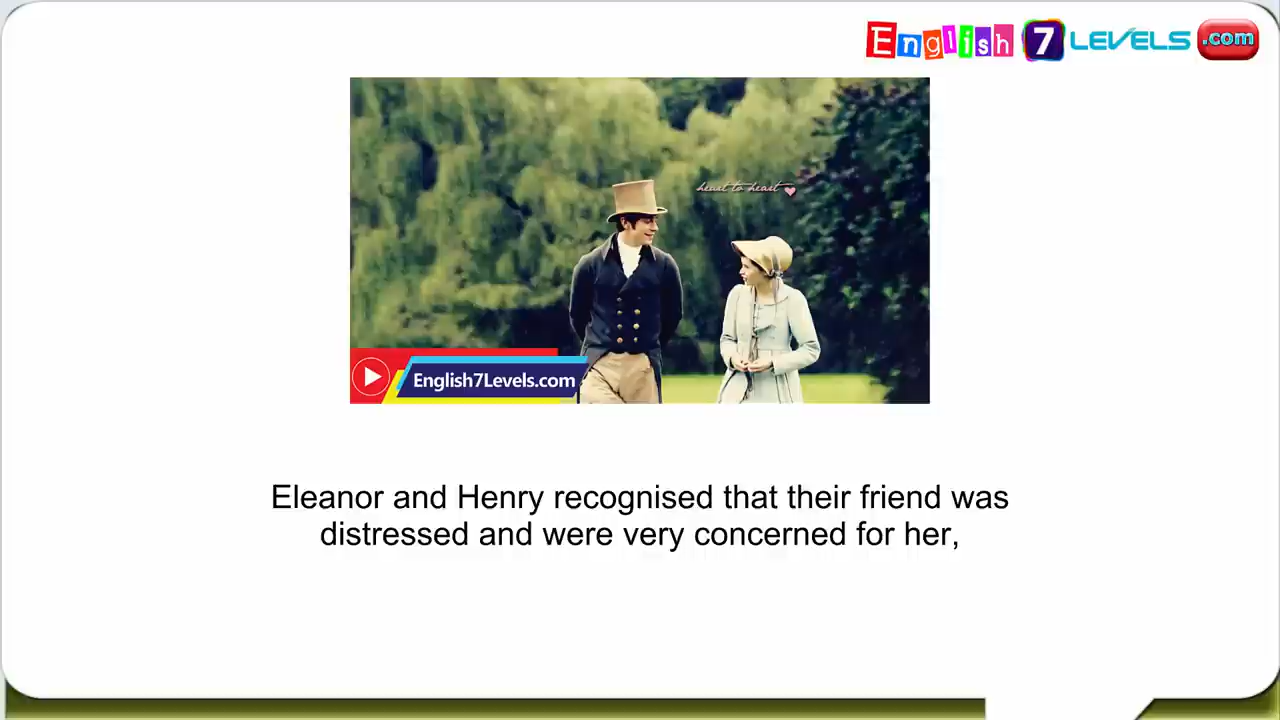 English 7 LEVELS .com
heart to heart
English7Levels.com
Eleanor and Henry recognised that their friend was
distressed and were very concerned for her,